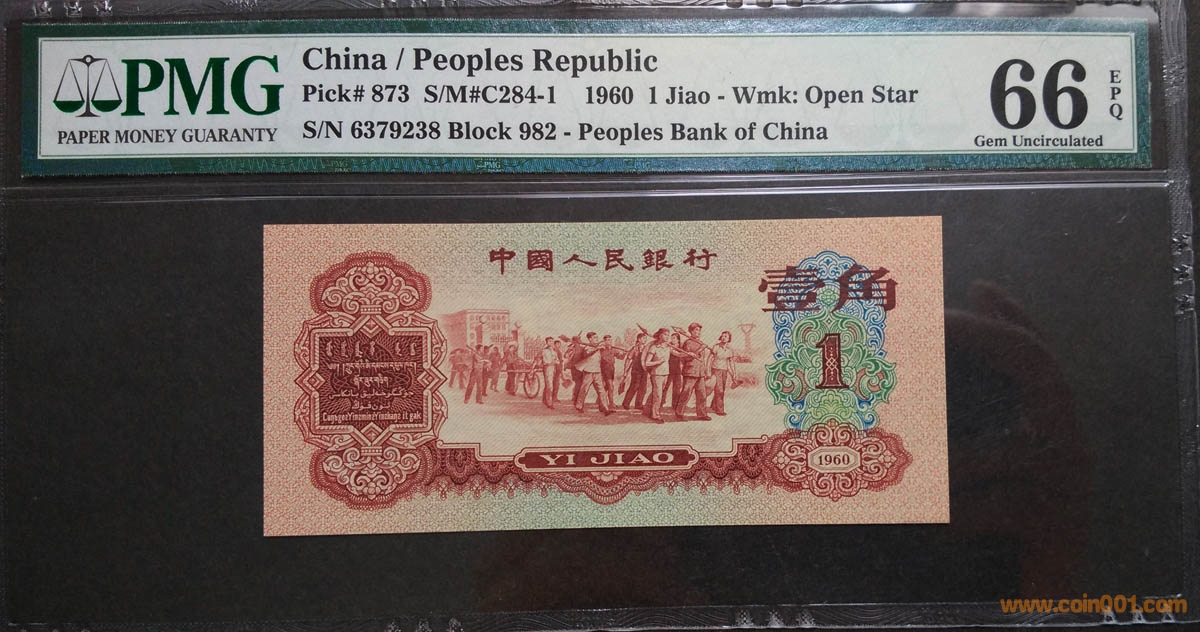 PMG
PAPER MONEY GUARANTY
China / Peoples Republic
Pick# 873 S/M#C284-1 1960 1 Jiao - Wmk: Open Star
S/N 6379238 Block 982 - Peoples Bank of China
66
EPQ
Gem Uncirculated
PMG
中國人民銀行
壹角
1
YI JIAO
1960
www.coin001.com